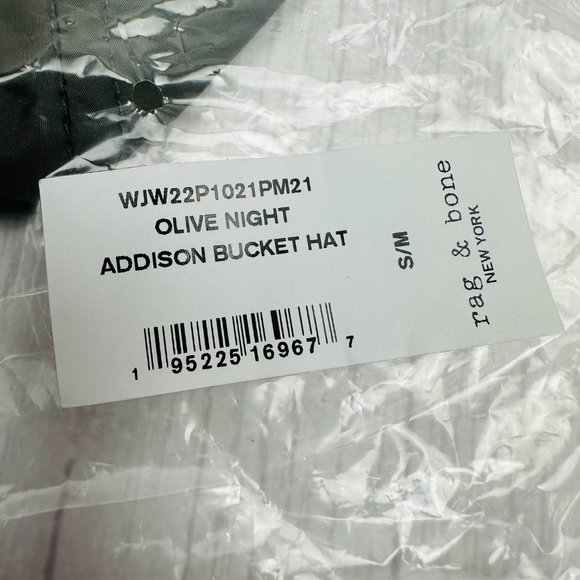 WJW22P1021PM21
OLIVE NIGHT
ADDISON BUCKET HAT
S/M
rag & bone
NEW YORK
1 95225 16967 7